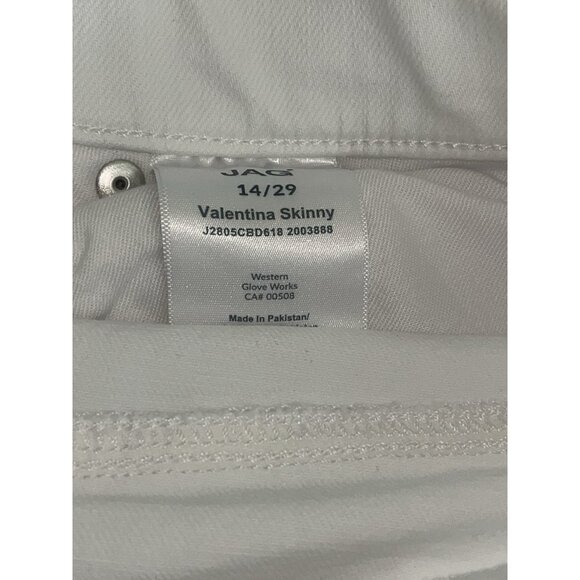 JAG
14/29
Valentina Skinny
J2805CBD618 2003888
Western
Glove Works
CA# 00508
Made In Pakistan/